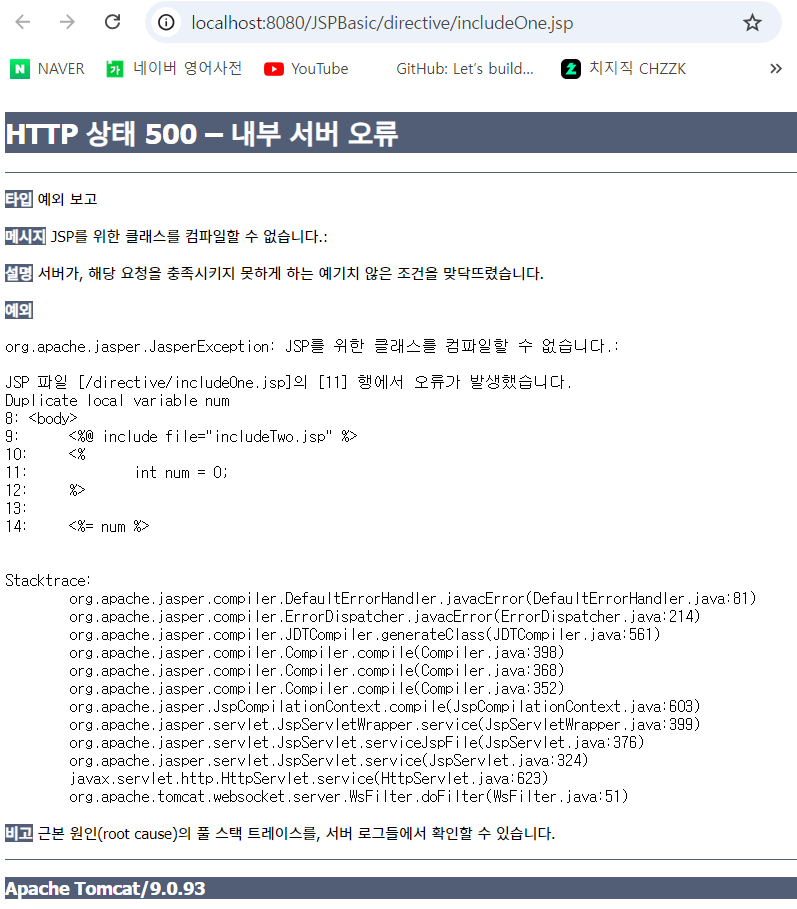 localhost:8080/JSPBasic/directive/includeOne.jsp
NAVER 네이버 영어사전 YouTube GitHub: Let's build... 치지직 CHZZK »
HTTP 상태 500 – 내부 서버 오류
타입 예외 보고
메시지 JSP를 위한 클래스를 컴파일할 수 없습니다.:
설명 서버가, 해당 요청을 충족시키지 못하게 하는 예기치 않은 조건을 맞닥뜨렸습니다.
예외
org.apache.jasper.JasperException: JSP를 위한 클래스를 컴파일할 수 없습니다.:
JSP 파일 [/directive/includeOne.jsp]의 [11] 행에서 오류가 발생했습니다.
Duplicate local variable num
8: <body>
9: <%@ include file="includeTwo.jsp" %>
10: <%
11: int num = 0;
12: %>
13:
14: <%= num %>
Stacktrace:
org.apache.jasper.compiler.DefaultErrorHandler.javacError(DefaultErrorHandler.java:81)
org.apache.jasper.compiler.ErrorDispatcher.javacError(ErrorDispatcher.java:214)
org.apache.jasper.compiler.JDTCompiler.generateClass(JDTCompiler.java:561)
org.apache.jasper.compiler.Compiler.compile(Compiler.java:398)
org.apache.jasper.compiler.Compiler.compile(Compiler.java:368)
org.apache.jasper.compiler.Compiler.compile(Compiler.java:352)
org.apache.jasper.JspCompilationContext.compile(JspCompilationContext.java:603)
org.apache.jasper.servlet.JspServletWrapper.service(JspServletWrapper.java:399)
org.apache.jasper.servlet.JspServlet.serviceJspFile(JspServlet.java:376)
org.apache.jasper.servlet.JspServlet.service(JspServlet.java:324)
javax.servlet.http.HttpServlet.service(HttpServlet.java:623)
org.apache.tomcat.websocket.server.WsFilter.doFilter(WsFilter.java:51)
비고 근본 원인(root cause)의 풀 스택 트레이스를, 서버 로그들에서 확인할 수 있습니다.
Apache Tomcat/9.0.93